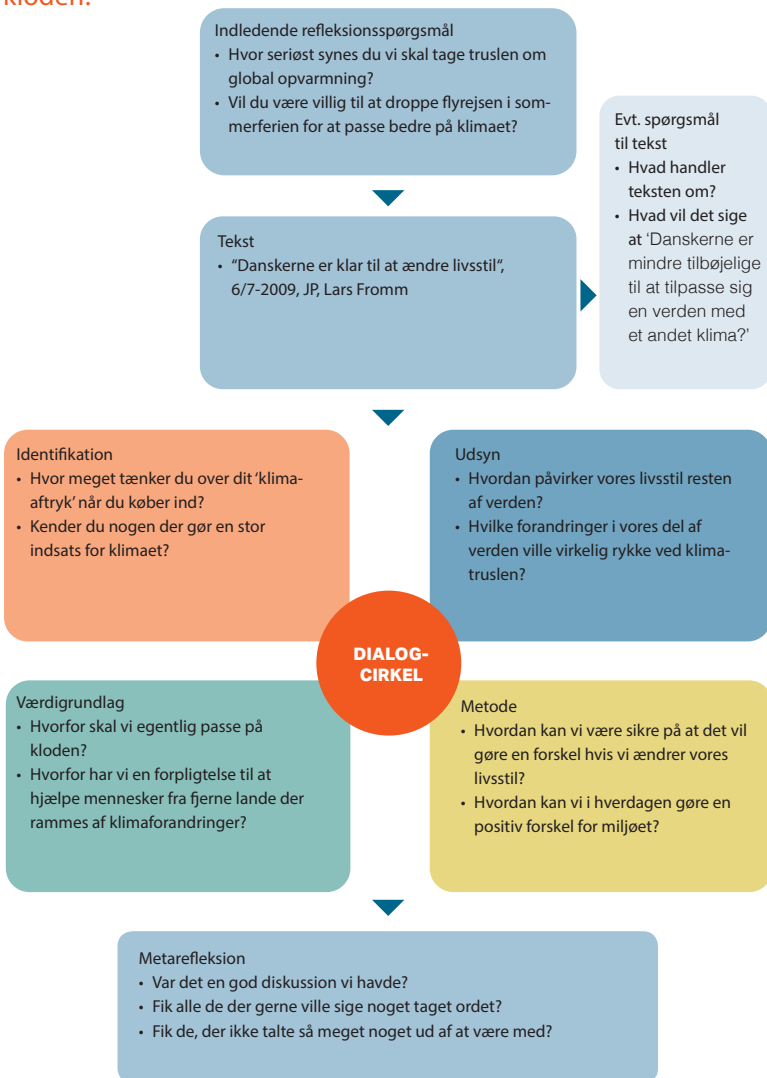 kloden.
Indledende refleksionsspørgsmål
• Hvor seriøst synes du vi skal tage truslen om
global opvarmning?
• Vil du være villig til at droppe flyrejsen i som-
merferien for at passe bedre på klimaet?
Tekst
• “Danskerne er klar til at ændre livsstil“,
6/7-2009, JP, Lars Fromm
Evt. spørgsmål
til tekst
• Hvad handler
teksten om?
• Hvad vil det sige
at ‘Danskerne er
mindre tilbøjelige
til at tilpasse sig
en verden med
et andet klima?’
Identifikation
• Hvor meget tænker du over dit ‘klima-
aftryk’ når du køber ind?
• Kender du nogen der gør en stor
indsats for klimaet?
Udsyn
• Hvordan påvirker vores livsstil resten
af verden?
• Hvilke forandringer i vores del af
verden ville virkelig rykke ved klima-
truslen?
DIALOG-
CIRKEL
Værdigrundlag
• Hvorfor skal vi egentlig passe på
kloden?
• Hvorfor har vi en forpligtelse til at
hjælpe mennesker fra fjerne lande der
rammes af klimaforandringer?
Metode
• Hvordan kan vi være sikre på at det vil
gøre en forskel hvis vi ændrer vores
livsstil?
• Hvordan kan vi i hverdagen gøre en
positiv forskel for miljøet?
Metarefleksion
• Var det en god diskussion vi havde?
• Fik alle de der gerne ville sige noget taget ordet?
• Fik de, der ikke talte så meget noget ud af at være med?